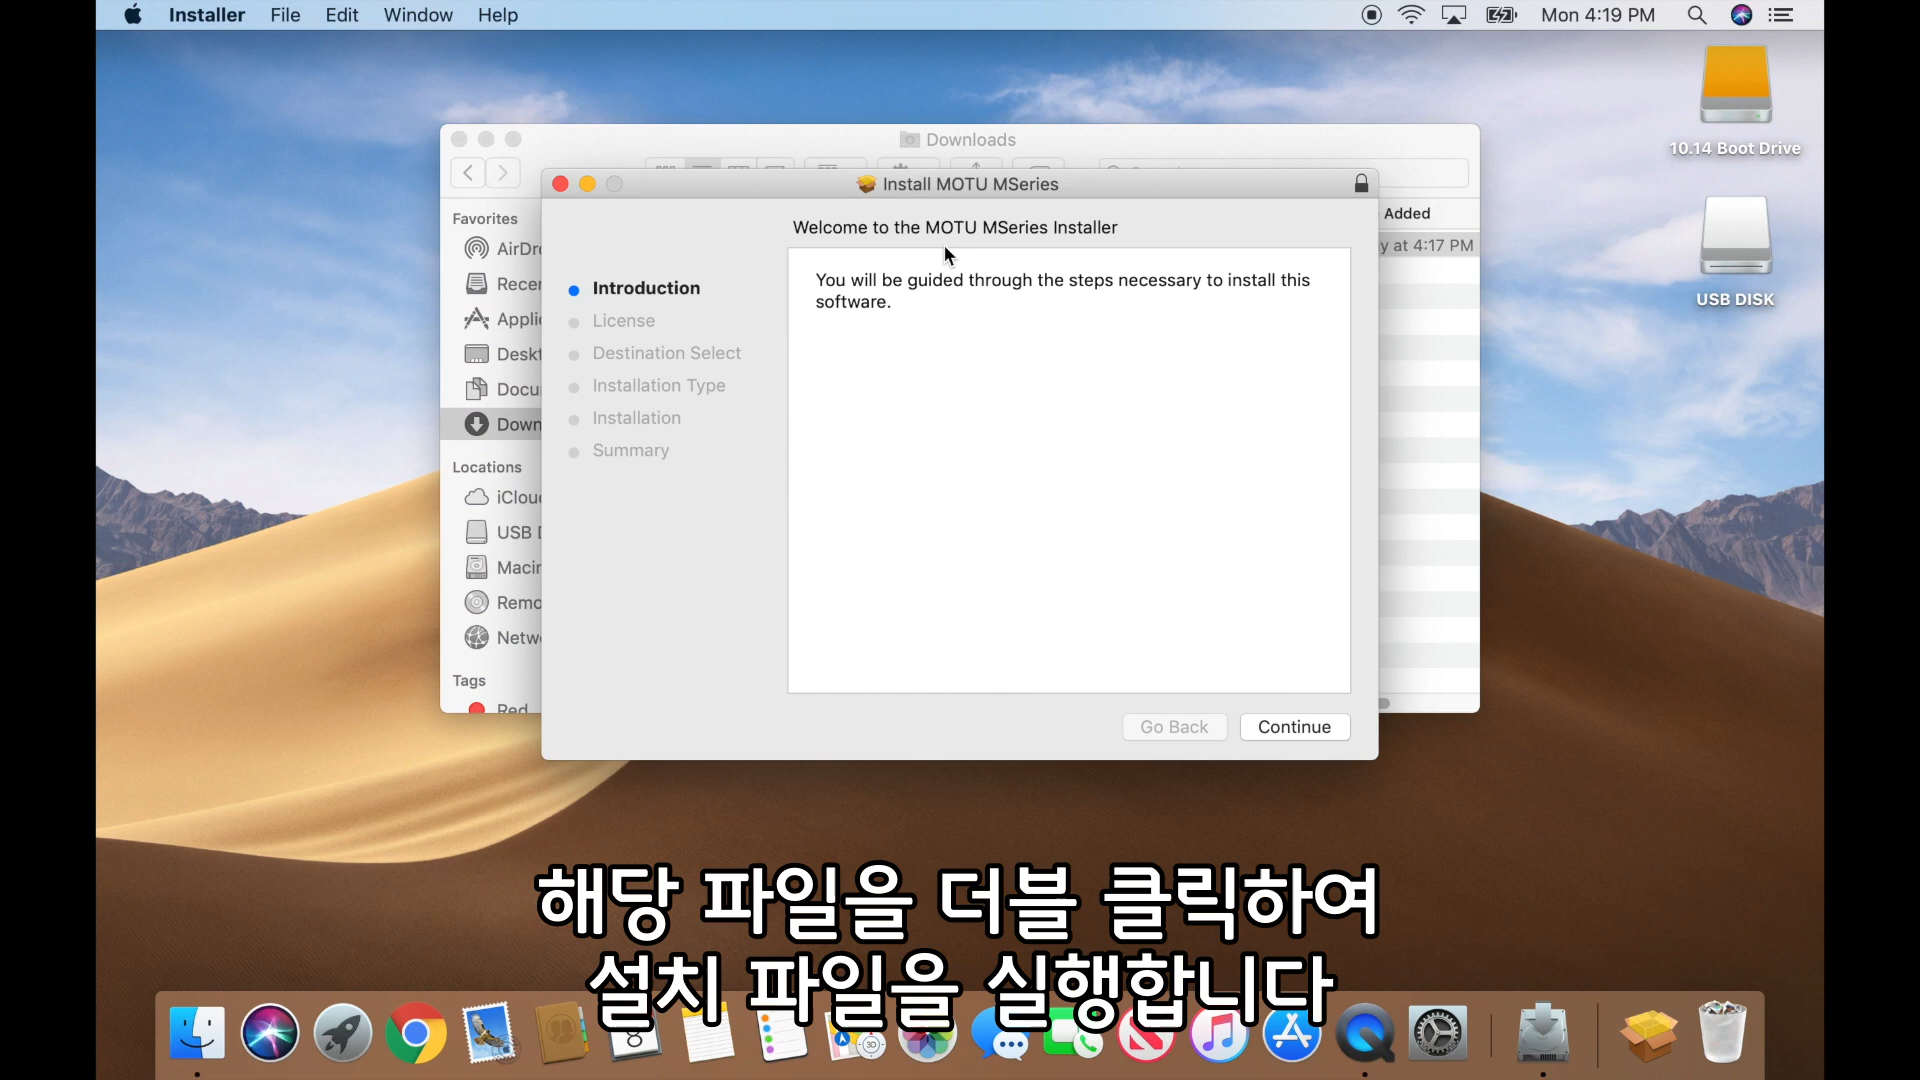 Installer File Edit Window Help
Mon 4:19 PM
10.14 Boot Drive
USB DISK
Downloads
Install MOTU MSeries
Favorites
Locations
Tags
Red
Added
at 4:17 PM
Welcome to the MOTU MSeries Installer
Introduction
License
Destination Select
Installation Type
Installation
Summary
You will be guided through the steps necessary to install this
software.
Go Back Continue
해당 파일을 더블 클릭하여
설치 파일을 실행합니다